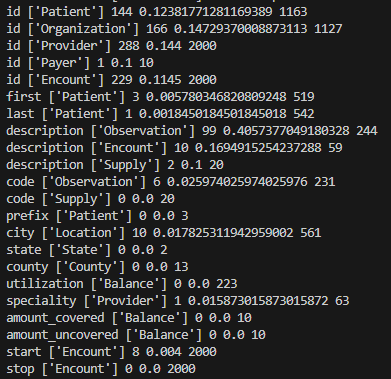 id ['Patient'] 144 0.12381771281169389 1163
id ['Organization'] 166 0.14729370008873113 1127
id ['Provider'] 288 0.144 2000
id ['Payer'] 1 0.1 10
id ['Encount'] 229 0.1145 2000
first ['Patient'] 3 0.005780346820809248 519
last ['Patient'] 1 0.0018450184501845018 542
description ['Observation'] 99 0.4057377049180328 244
description ['Encount'] 10 0.1694915254237288 59
description ['Supply'] 2 0.1 20
code ['Observation'] 6 0.025974025974025976 231
code ['Supply'] 0 0.0 20
prefix ['Patient'] 0 0.0 3
city ['Location'] 10 0.017825311942959002 561
state ['State'] 0 0.0 2
county ['County'] 0 0.0 13
utilization ['Balance'] 0 0.0 223
speciality ['Provider'] 1 0.015873015873015872 63
amount_covered ['Balance'] 0 0.0 10
amount_uncovered ['Balance'] 0 0.0 10
start ['Encount'] 8 0.004 2000
stop ['Encount'] 0 0.0 2000